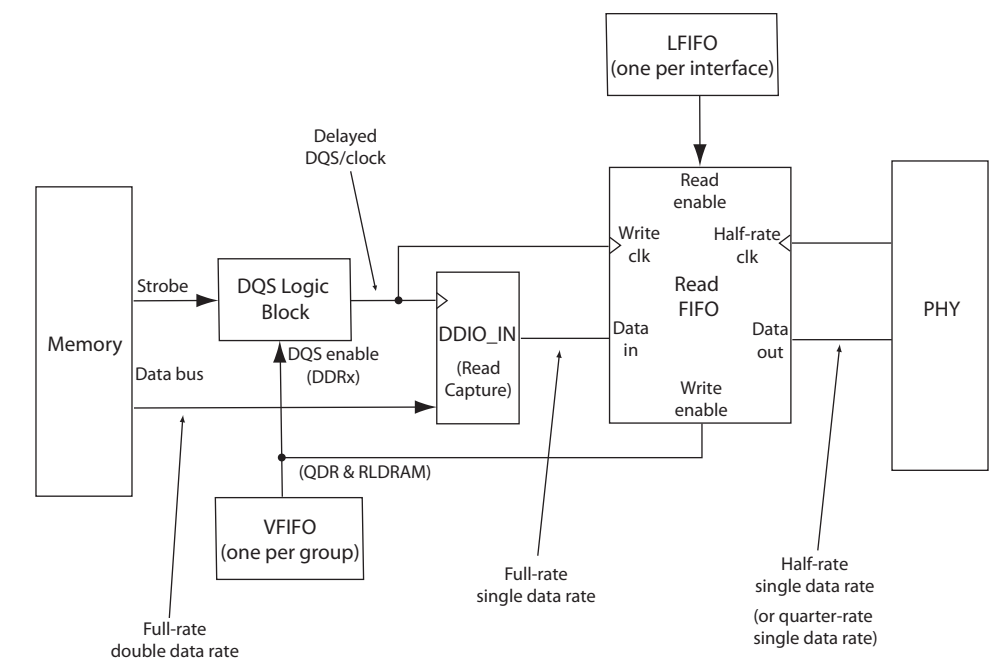 LFIFO
(one per interface)
Delayed
DQS/clock
Read
enable
Write
clk
Half-rate
clk
Strobe
DQS Logic
Block
Read
FIFO
PHY
Memory
DDIO_IN
(Read
Capture)
Data
in
Data
out
DQS enable
(DDRx)
Data bus
Write
enable
(QDR & RLDRAM)
VFIFO
(one per group)
Full-rate
single data rate
Half-rate
single data rate
(or quarter-rate
single data rate)
Full-rate
double data rate